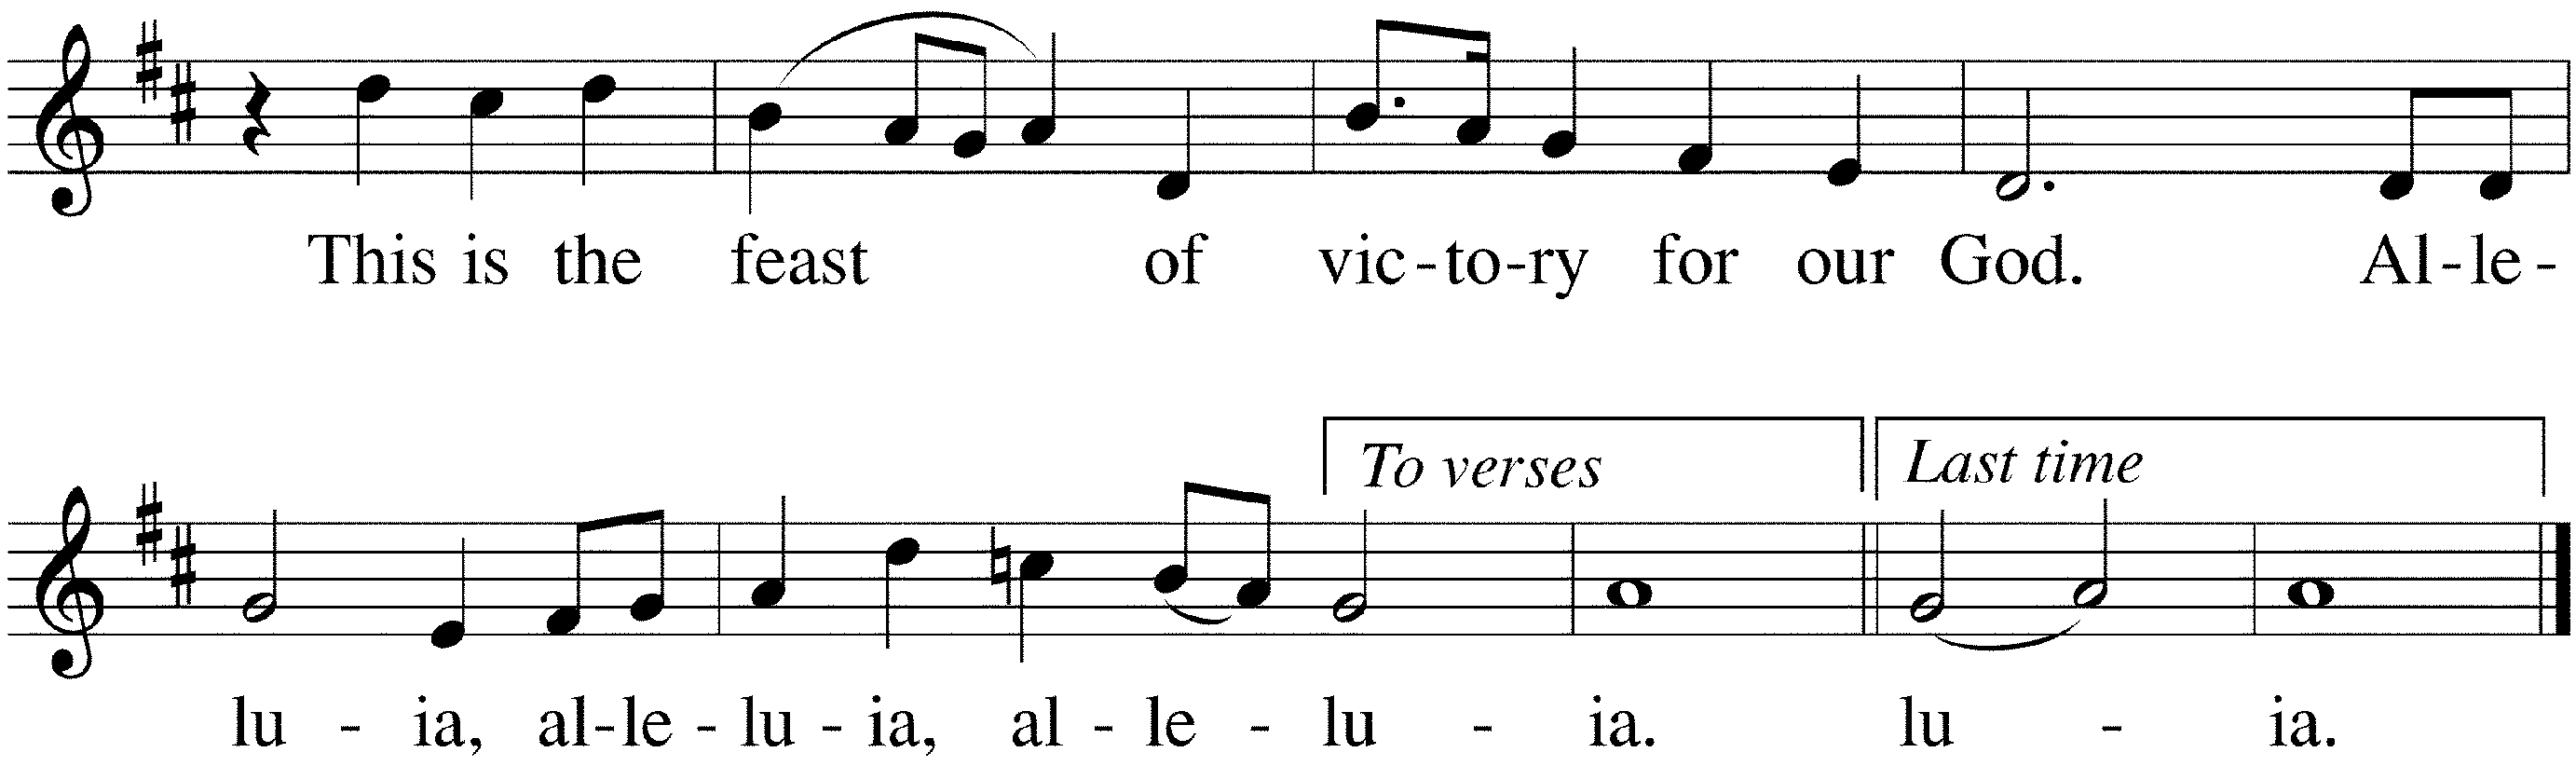 This is the feast of vic-to-ry for our God. Al-le-
To verses Last time
lu - ia, al-le-lu - ia, al - le - lu - ia. lu - ia.